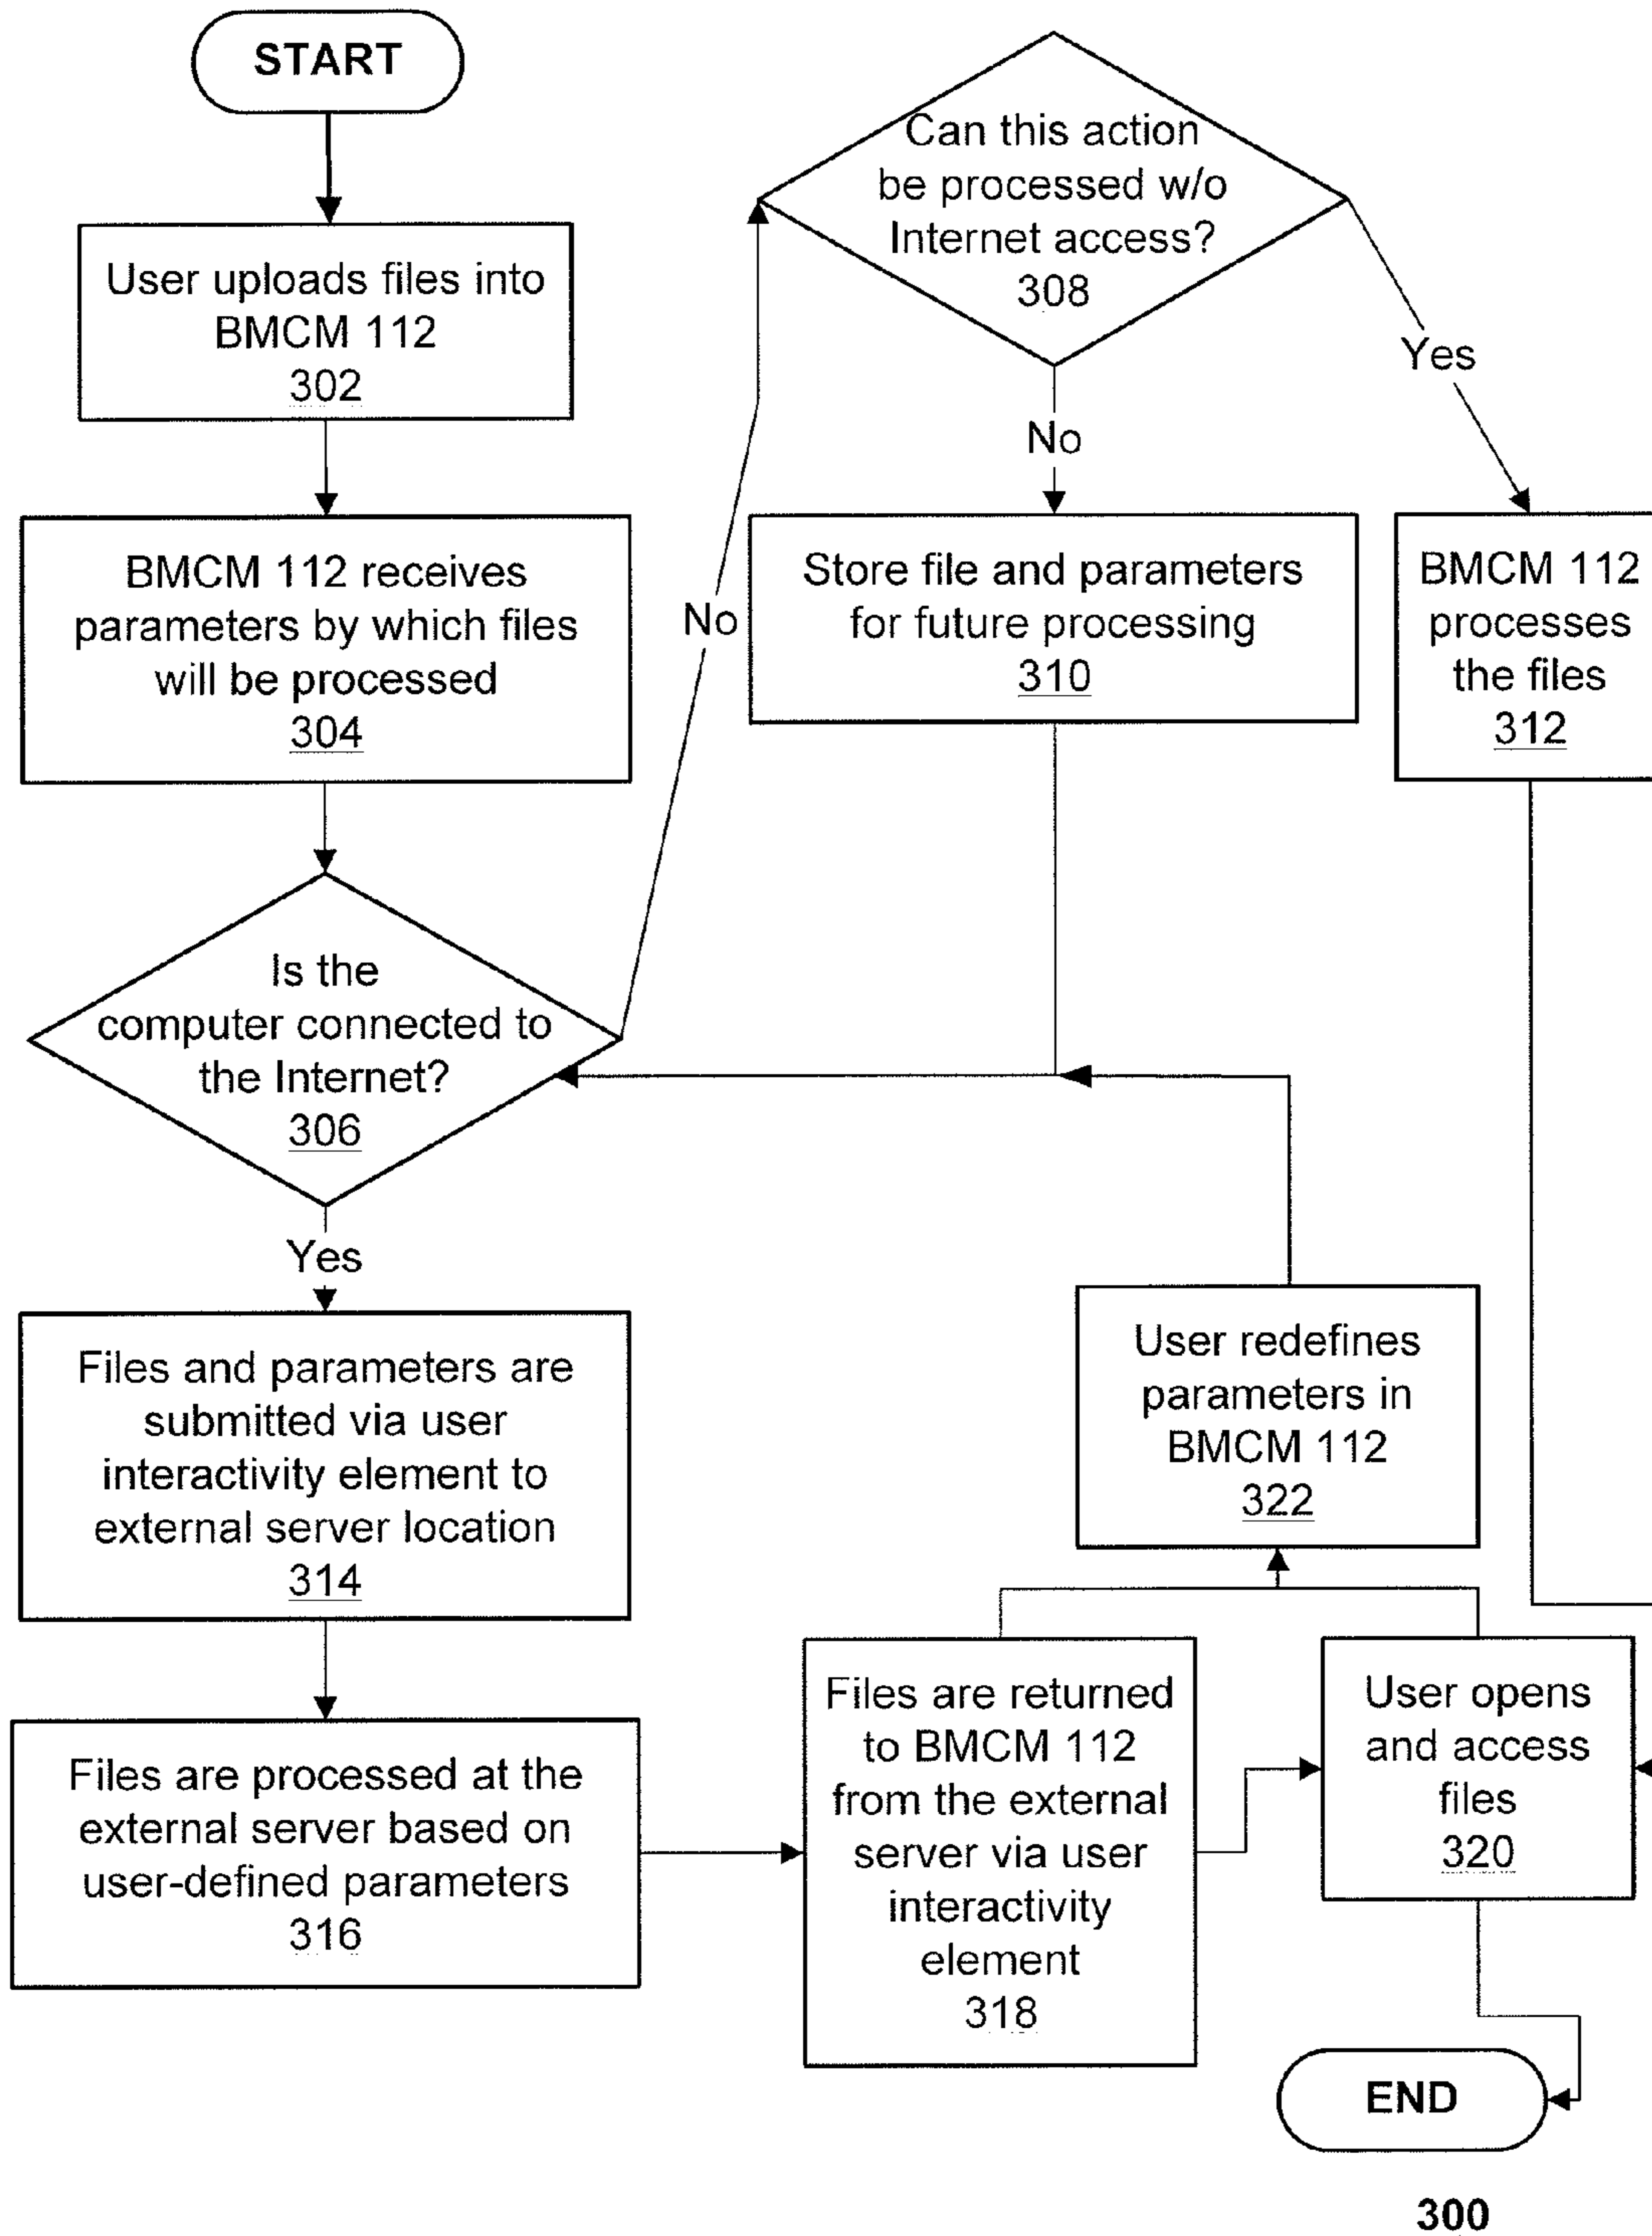 START
User uploads files into
BMCM 112
302
BMCM 112 receives
parameters by which files
will be processed
304
Is the
computer connected to
the Internet?
306
No
Yes
Can this action
be processed w/o
Internet access?
308
No
Yes
Store file and parameters
for future processing
310
BMCM 112
processes
the files
312
Files and parameters are
submitted via user
interactivity element to
external server location
314
Files are processed at the
external server based on
user-defined parameters
316
Files are returned
to BMCM 112
from the external
server via user
interactivity
element
318
User redefines
parameters in
BMCM 112
322
User opens
and access
files
320
END
300